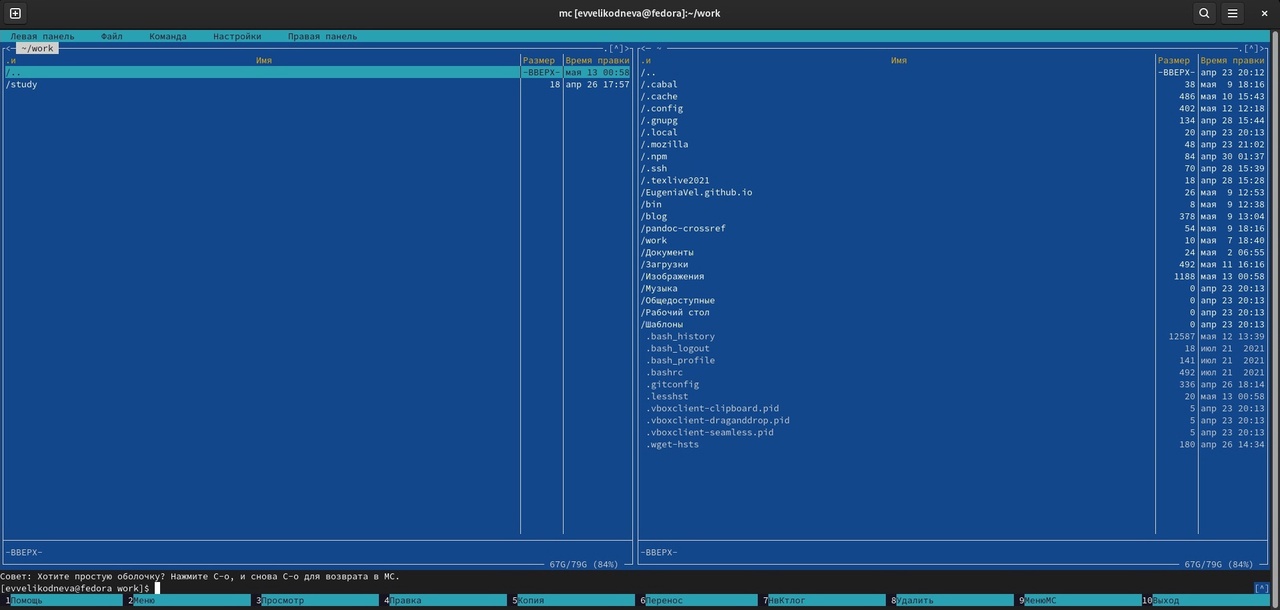 mc [evvelikodneva@fedora]:~/work
Левая панель Файл Команда Настройки Правая панель
<─ ~/work .[^]>
.и Имя Размер Время правки
/.. -ВВЕРХ- мая 13 00:58
/study 18 апр 26 17:57
-ВВЕРХ-
67G/79G (84%)
<─ ~ .[^]>
.и Имя Размер Время правки
/.. -ВВЕРХ- апр 23 20:12
/.cabal 38 мая 9 18:16
/.cache 486 мая 10 15:43
/.config 402 мая 12 12:18
/.gnupg 134 апр 28 15:44
/.local 20 апр 23 20:13
/.mozilla 48 апр 23 21:02
/.npm 84 апр 30 01:37
/.ssh 70 апр 28 15:39
/.texlive2021 18 апр 28 15:28
/EugeniaVel.github.io 26 мая 9 12:53
/bin 8 мая 9 12:38
/blog 378 мая 9 13:04
/pandoc-crossref 54 мая 9 18:16
/work 10 мая 7 18:40
/Документы 24 мая 2 06:55
/Загрузки 492 мая 11 16:16
/Изображения 1188 мая 13 00:58
/Музыка 0 апр 23 20:13
/Общедоступные 0 апр 23 20:13
/Рабочий стол 0 апр 23 20:13
/Шаблоны 0 апр 23 20:13
.bash_history 12587 мая 12 13:39
.bash_logout 18 июл 21 2021
.bash_profile 141 июл 21 2021
.bashrc 492 июл 21 2021
.gitconfig 336 апр 26 18:14
.lesshst 20 мая 13 00:58
.vboxclient-clipboard.pid 5 апр 23 20:13
.vboxclient-draganddrop.pid 5 апр 23 20:13
.vboxclient-seamless.pid 5 апр 23 20:13
.wget-hsts 180 апр 26 14:34
-ВВЕРХ-
67G/79G (84%)
Совет: Хотите простую оболочку? Нажмите C-o, и снова C-o для возврата в MC.
[evvelikodneva@fedora work]$ [^]
1Помощь 2Меню 3Просмотр 4Правка 5Копия 6Перенос 7НвКтлог 8Удалить 9МенюMC 10Выход